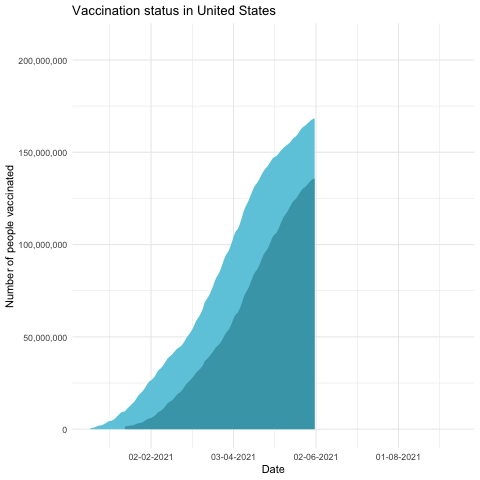 Vaccination status in United States
Number of people vaccinated
200,000,000
150,000,000
100,000,000
50,000,000
0
02-02-2021 03-04-2021 02-06-2021 01-08-2021
Date